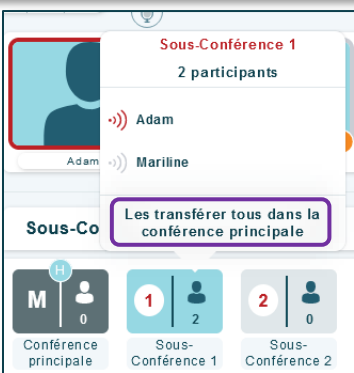 Sous-Conférence 1
2 participants
Adam
Adam
Mariline
Les transférer tous dans la
conférence principale
Sous-Co
H
M
0
1
2
2
0
Conférence
principale
Sous-
Conférence 1
Sous-
Conférence 2